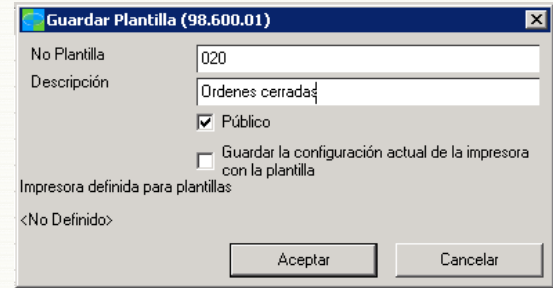 Guardar Plantilla (98.600.01)
No Plantilla
020
Descripción
Ordenes cerradas
Público
Guardar la configuración actual de la impresora
con la plantilla
Impresora definida para plantillas
<No Definido>
Aceptar
Cancelar